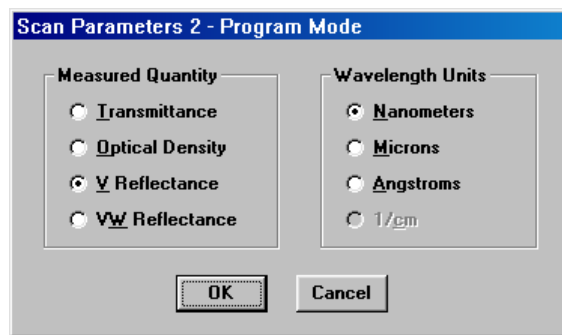 Scan Parameters 2 - Program Mode
Measured Quantity
Transmittance
Optical Density
V Reflectance
VW Reflectance
Wavelength Units
Nanometers
Microns
Angstroms
1/cm
OK
Cancel